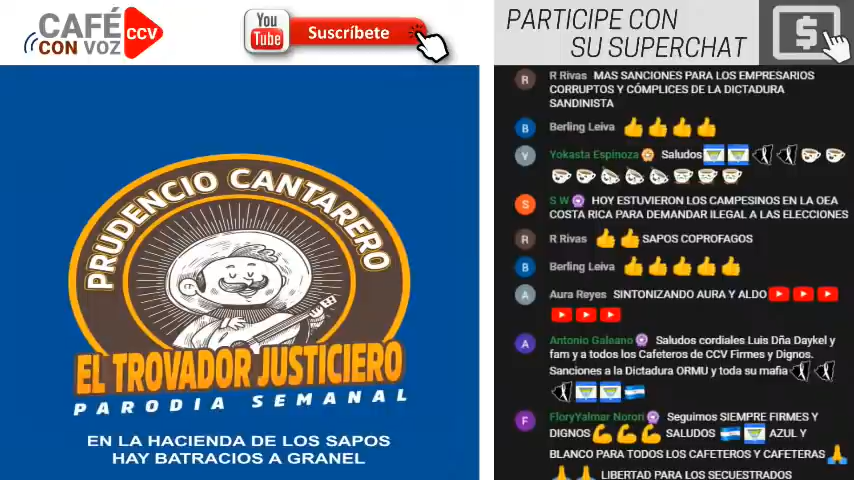 CAFÉ
CON VOZ
CCV
You
Tube
Suscríbete
PARTICIPE CON
SU SUPERCHAT
$
PRUDENCIO CANTARERO
EL TROVADOR JUSTICIERO
PARODIA SEMANAL
EN LA HACIENDA DE LOS SAPOS
HAY BATRACIOS A GRANEL
R R Rivas MAS SANCIONES PARA LOS EMPRESARIOS
CORRUPTOS Y CÓMPLICES DE LA DICTADURA
SANDINISTA
B Berling Leiva 👍👍👍👍
Y Yokasta Espinoza Saludos
S S W HOY ESTUVIERON LOS CAMPESINOS EN LA OEA
COSTA RICA PARA DEMANDAR ILEGAL A LAS ELECCIONES
R R Rivas 👍👍 SAPOS COPROFAGOS
B Berling Leiva 👍👍👍👍👍
A Aura Reyes SINTONIZANDO AURA Y ALDO
A Antonio Galeano Saludos cordiales Luis Dña Daykel y
fam y a todos los Cafeteros de CCV Firmes y Dignos.
Sanciones a la Dictadura ORMU y toda su mafia
F FloryYalmar Norori Seguimos SIEMPRE FIRMES Y
DIGNOS 💪💪💪 SALUDOS AZUL Y
BLANCO PARA TODOS LOS CAFETEROS Y CAFETERAS 🙏
🙏🙏 LIBERTAD PARA LOS SECUESTRADOS